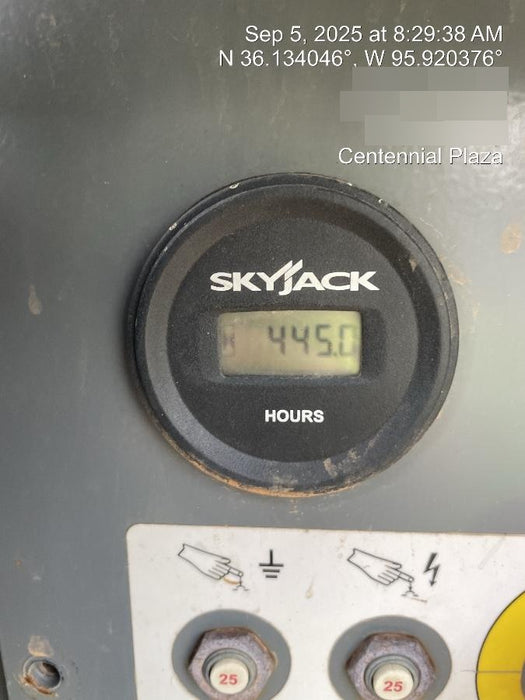 Sep 5, 2025 at 8:29:38 AM
N 36.134046°, W 95.920376°
Centennial Plaza
SKYJACK
445.0
HOURS
25
25